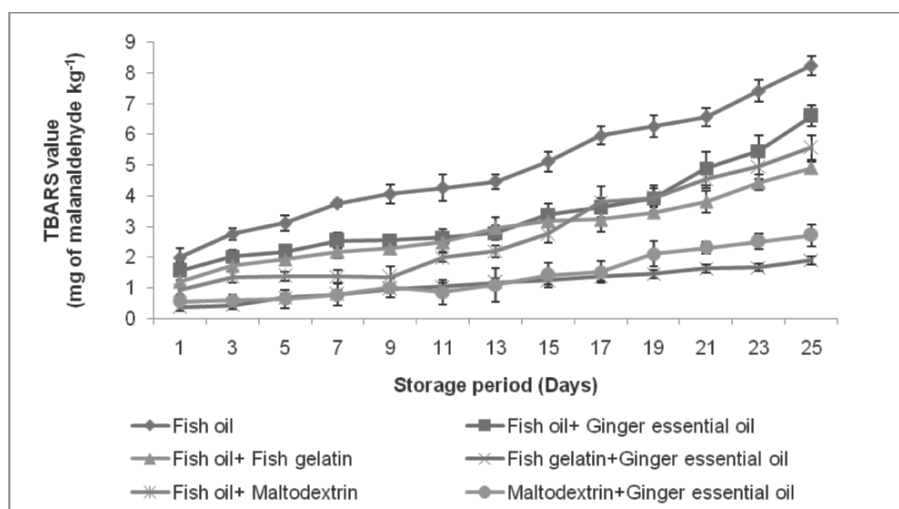 TBARS value
(mg of malanaldehyde kg-1)
9
8
7
6
5
4
3
2
1
0
1 3 5 7 9 11 13 15 17 19 21 23 25
Storage period (Days)
Fish oil
Fish oil+ Ginger essential oil
Fish oil+ Fish gelatin
Fish gelatin+Ginger essential oil
Fish oil+ Maltodextrin
Maltodextrin+Ginger essential oil